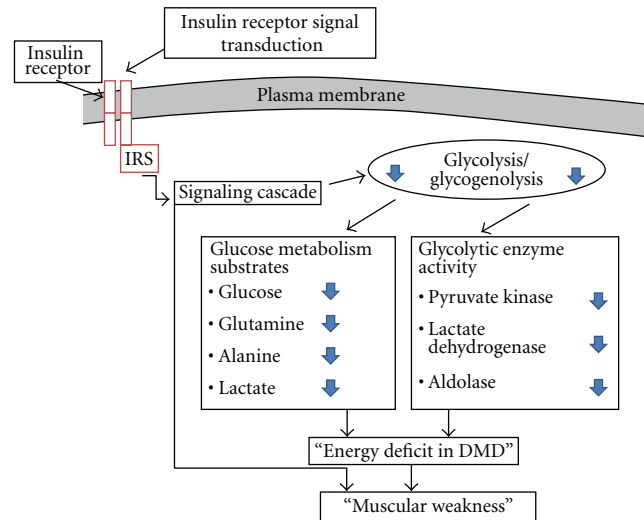 Insulin receptor signal
transduction
Insulin
receptor
Plasma membrane
IRS
Signaling cascade
Glycolysis/
glycogenolysis
Glucose metabolism
substrates
• Glucose
• Glutamine
• Alanine
• Lactate
Glycolytic enzyme
activity
• Pyruvate kinase
• Lactate
dehydrogenase
• Aldolase
“Energy deficit in DMD”
“Muscular weakness”